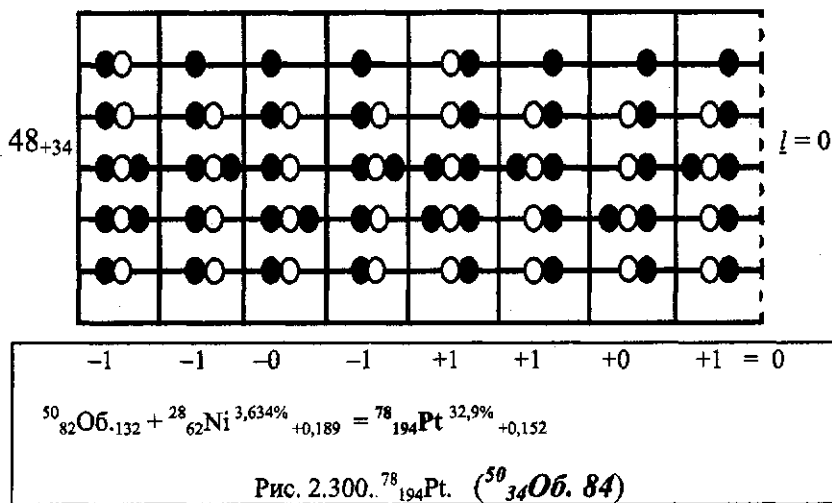 48₊₃₄ l = 0
–1 –1 –0 –1 +1 +1 +0 +1 = 0
⁵⁰₈₂Об.₁₃₂ + ²⁸₆₂Ni ³,⁶³⁴% ₊₀,₁₈₉ = ⁷⁸₁₉₄Pt ³²,⁹% ₊₀,₁₅₂
Рис. 2.300.. ⁷⁸₁₉₄Pt. (⁵⁰₃₄Об. 84)